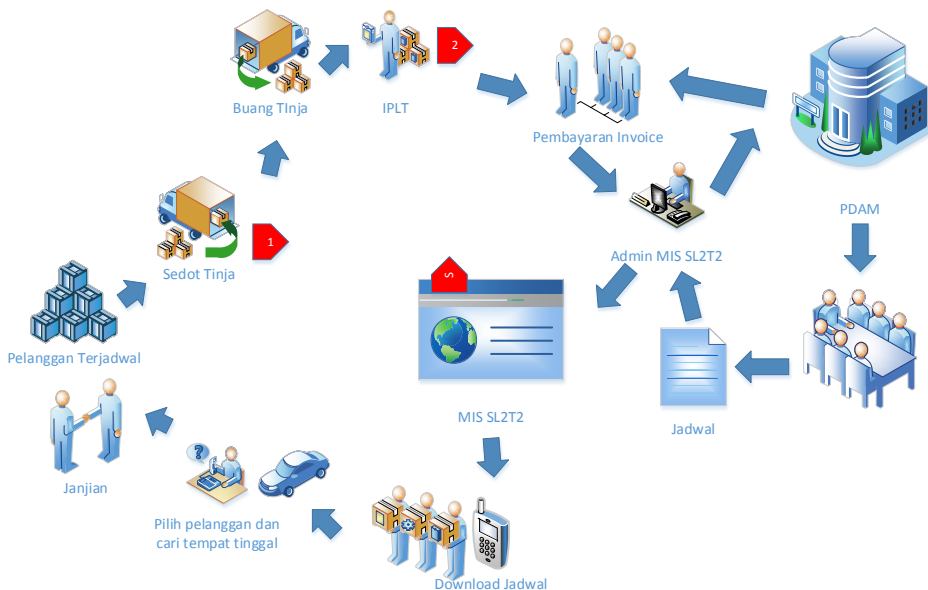 2
Buang TInja
IPLT
Pembayaran Invoice
PDAM
1
Sedot Tinja
Admin MIS SL2T2
S
Pelanggan Terjadwal
MIS SL2T2
Jadwal
Janjian
?
Pilih pelanggan dan
cari tempat tinggal
Download Jadwal